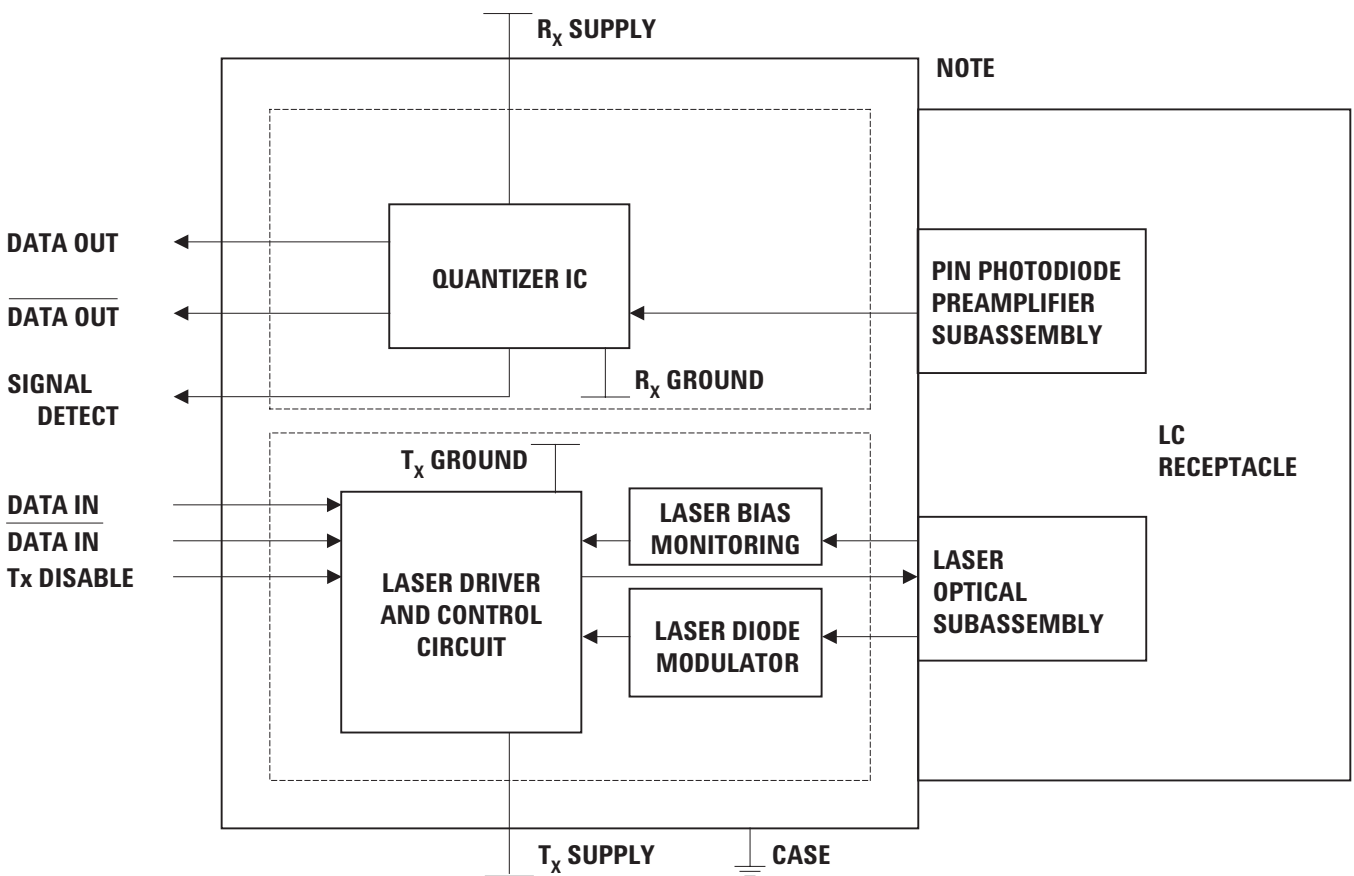 RX SUPPLY
NOTE
DATA OUT
QUANTIZER IC
PIN PHOTODIODE
PREAMPLIFIER
SUBASSEMBLY
DATA OUT
SIGNAL
DETECT
RX GROUND
LC
RECEPTACLE
TX GROUND
DATA IN
DATA IN
Tx DISABLE
LASER BIAS
MONITORING
LASER DRIVER
AND CONTROL
CIRCUIT
LASER
OPTICAL
SUBASSEMBLY
LASER DIODE
MODULATOR
TX SUPPLY
CASE